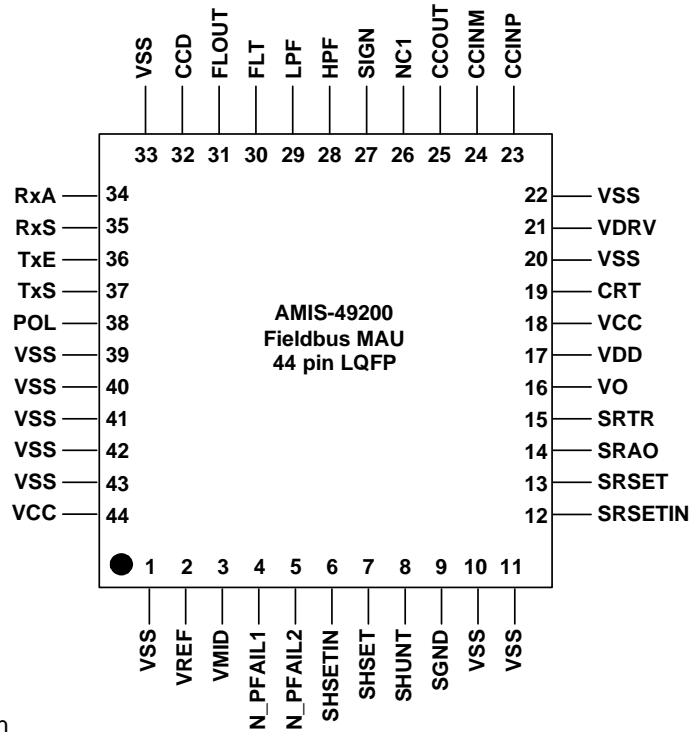 VSS
CCD
FLOUT
FLT
LPF
HPF
SIGN
NC1
CCOUT
CCINM
CCINP
33 32 31 30 29 28 27 26 25 24 23
RxA 34
RxS 35
TxE 36
TxS 37
POL 38
VSS 39
VSS 40
VSS 41
VSS 42
VSS 43
VCC 44
AMIS-49200
Fieldbus MAU
44 pin LQFP
22 VSS
21 VDRV
20 VSS
19 CRT
18 VCC
17 VDD
16 VO
15 SRTR
14 SRAO
13 SRSET
12 SRSETIN
1 2 3 4 5 6 7 8 9 10 11
VSS
VREF
VMID
N_PFAIL1
N_PFAIL2
SHSETIN
SHSET
SHUNT
SGND
VSS
VSS